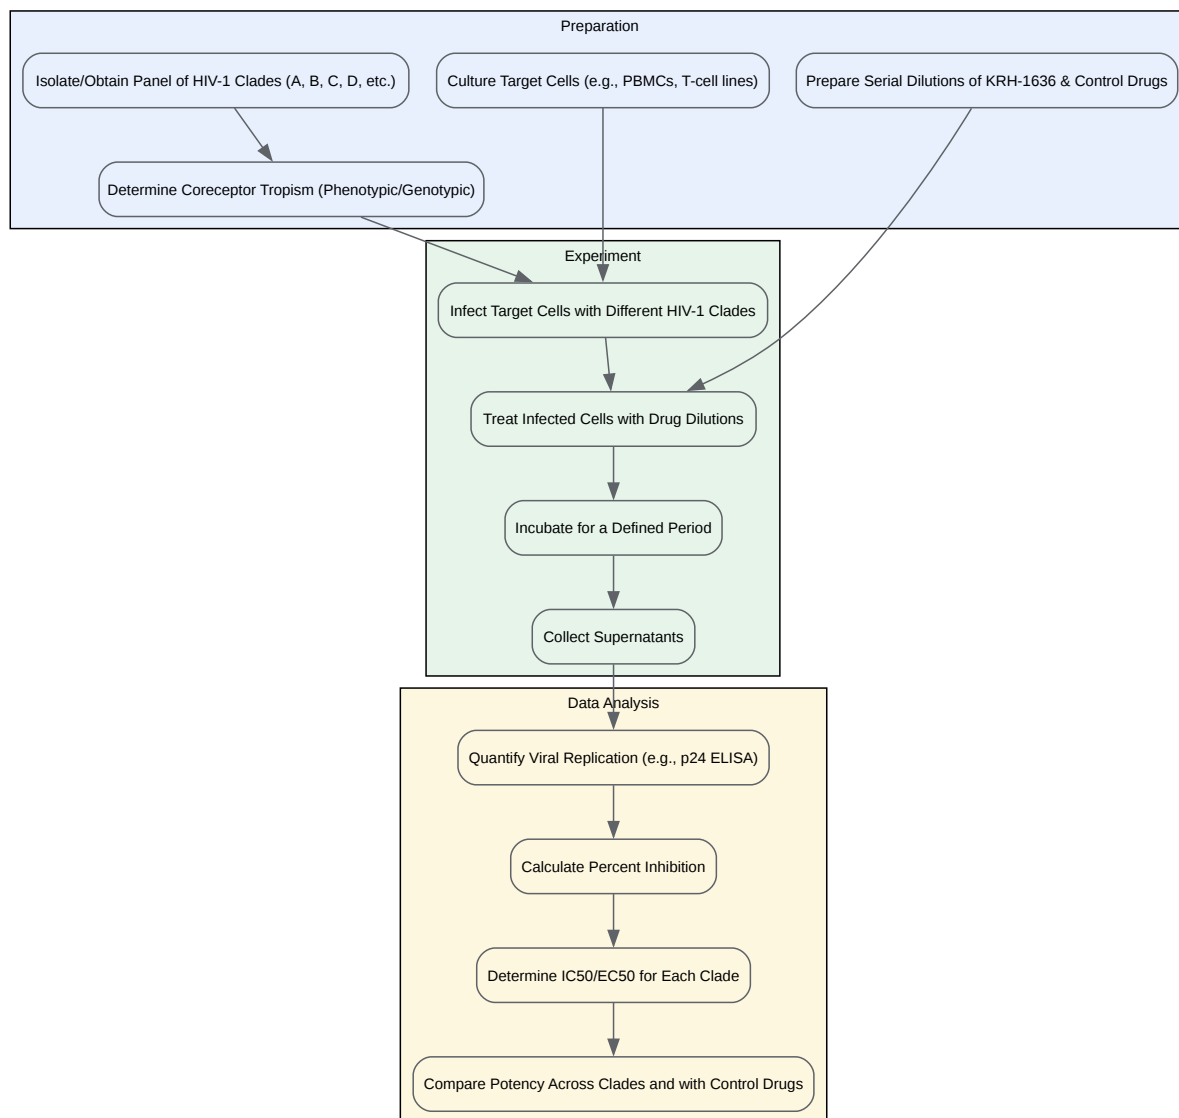 Preparation
Isolate/Obtain Panel of HIV-1 Clades (A, B, C, D, etc.)
Culture Target Cells (e.g., PBMCs, T-cell lines)
Prepare Serial Dilutions of KRH-1636 & Control Drugs
Determine Coreceptor Tropism (Phenotypic/Genotypic)
Experiment
Infect Target Cells with Different HIV-1 Clades
Treat Infected Cells with Drug Dilutions
Incubate for a Defined Period
Collect Supernatants
Data Analysis
Quantify Viral Replication (e.g., p24 ELISA)
Calculate Percent Inhibition
Determine IC50/EC50 for Each Clade
Compare Potency Across Clades and with Control Drugs